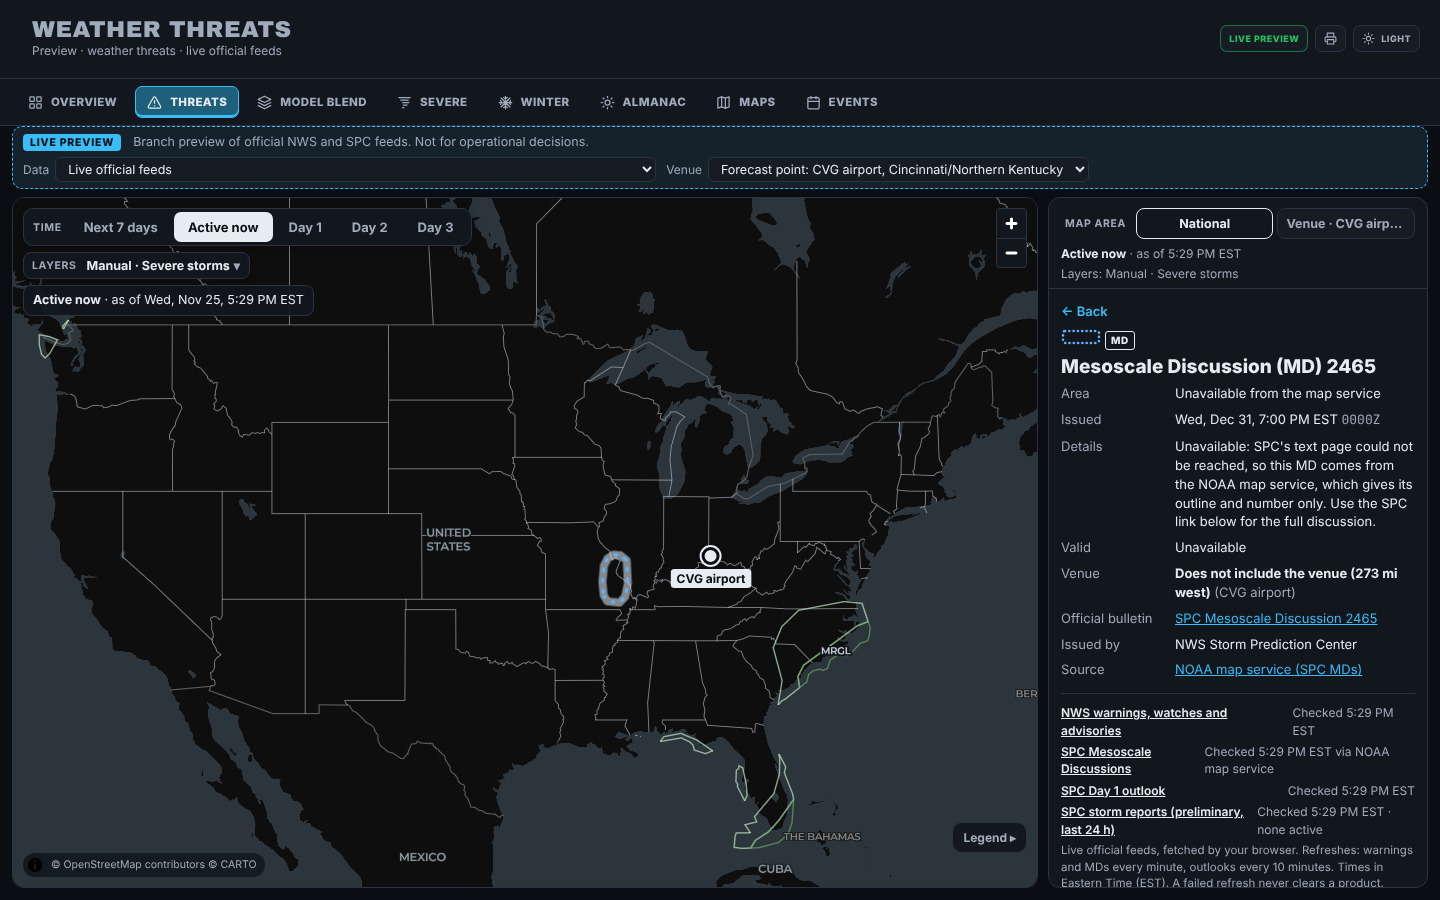 WEATHER THREATS
Preview · weather threats · live official feeds
LIVE PREVIEW
LIGHT
OVERVIEW
THREATS
MODEL BLEND
SEVERE
WINTER
ALMANAC
MAPS
EVENTS
LIVE PREVIEW Branch preview of official NWS and SPC feeds. Not for operational decisions.
Data Live official feeds Venue Forecast point: CVG airport, Cincinnati/Northern Kentucky
TIME Next 7 days Active now Day 1 Day 2 Day 3
LAYERS Manual · Severe storms ▾
Active now · as of Wed, Nov 25, 5:29 PM EST
+
−
UNITED
STATES
CVG airport
MRGL
BER
THE BAHAMAS
MEXICO
CUBA
Legend ▸
© OpenStreetMap contributors © CARTO
MAP AREA National Venue · CVG airp...
Active now · as of 5:29 PM EST
Layers: Manual · Severe storms
← Back
MD
Mesoscale Discussion (MD) 2465
Area Unavailable from the map service
Issued Wed, Dec 31, 7:00 PM EST 0000Z
Details Unavailable: SPC's text page could not
be reached, so this MD comes from
the NOAA map service, which gives its
outline and number only. Use the SPC
link below for the full discussion.
Valid Unavailable
Venue Does not include the venue (273 mi
west) (CVG airport)
Official bulletin SPC Mesoscale Discussion 2465
Issued by NWS Storm Prediction Center
Source NOAA map service (SPC MDs)
NWS warnings, watches and Checked 5:29 PM
advisories EST
SPC Mesoscale Checked 5:29 PM EST via NOAA
Discussions map service
SPC Day 1 outlook Checked 5:29 PM EST
SPC storm reports (preliminary, Checked 5:29 PM EST ·
last 24 h) none active
Live official feeds, fetched by your browser. Refreshes: warnings
and MDs every minute, outlooks every 10 minutes. Times in
Eastern Time (EST). A failed refresh never clears a product.